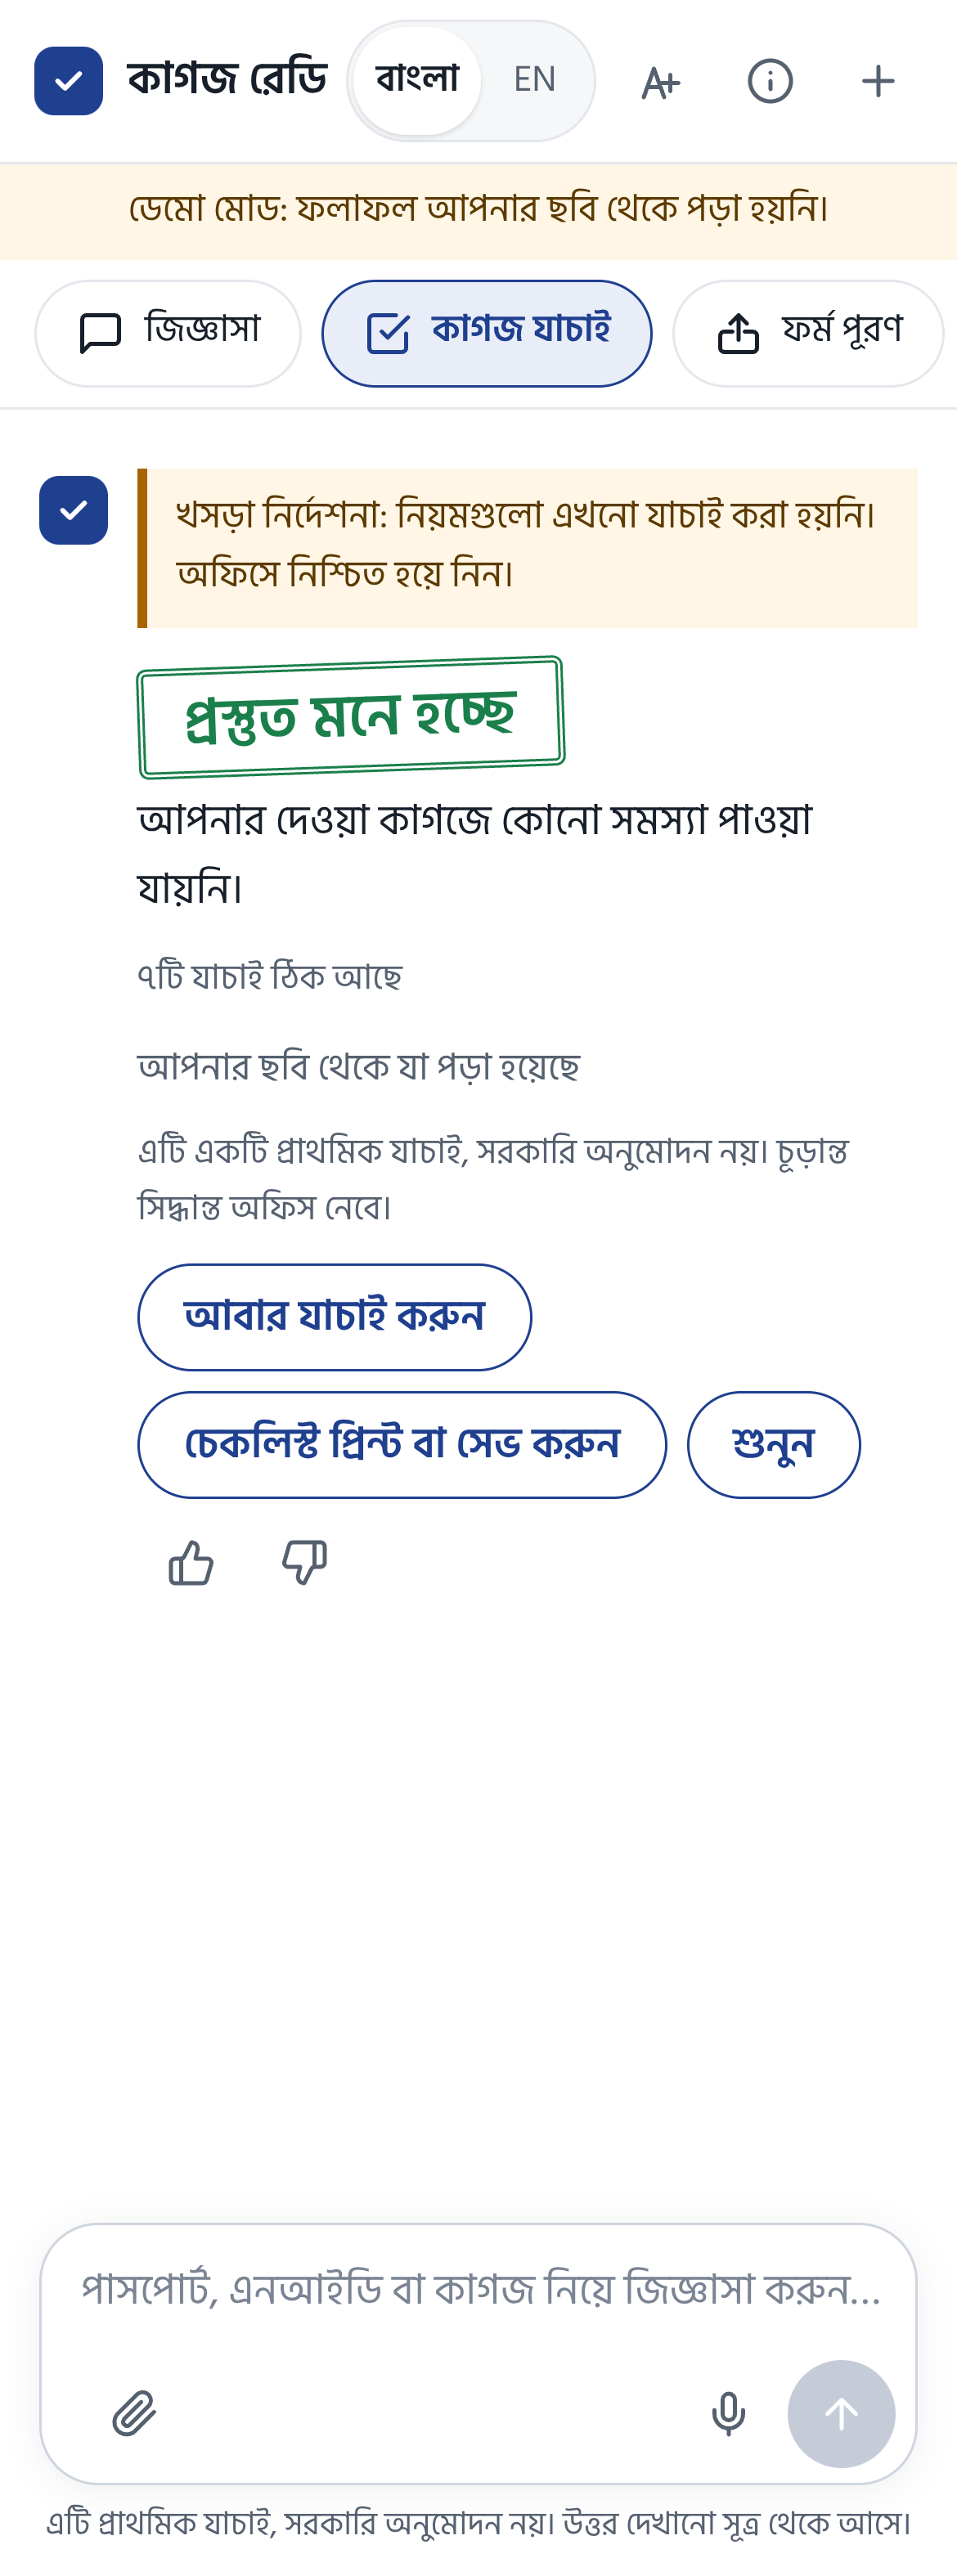 কাগজ রেডি
বাংলা
EN
A+
ডেমো মোড: ফলাফল আপনার ছবি থেকে পড়া হয়নি।
জিজ্ঞাসা
কাগজ যাচাই
ফর্ম পূরণ
খসড়া নির্দেশনা: নিয়মগুলো এখনো যাচাই করা হয়নি।
অফিসে নিশ্চিত হয়ে নিন।
প্রস্তুত মনে হচ্ছে
আপনার দেওয়া কাগজে কোনো সমস্যা পাওয়া
যায়নি।
৭টি যাচাই ঠিক আছে
আপনার ছবি থেকে যা পড়া হয়েছে
এটি একটি প্রাথমিক যাচাই, সরকারি অনুমোদন নয়। চূড়ান্ত
সিদ্ধান্ত অফিস নেবে।
আবার যাচাই করুন
চেকলিস্ট প্রিন্ট বা সেভ করুন
শুনুন
পাসপোর্ট, এনআইডি বা কাগজ নিয়ে জিজ্ঞাসা করুন...
এটি প্রাথমিক যাচাই, সরকারি অনুমোদন নয়। উত্তর দেখানো সূত্র থেকে আসে।